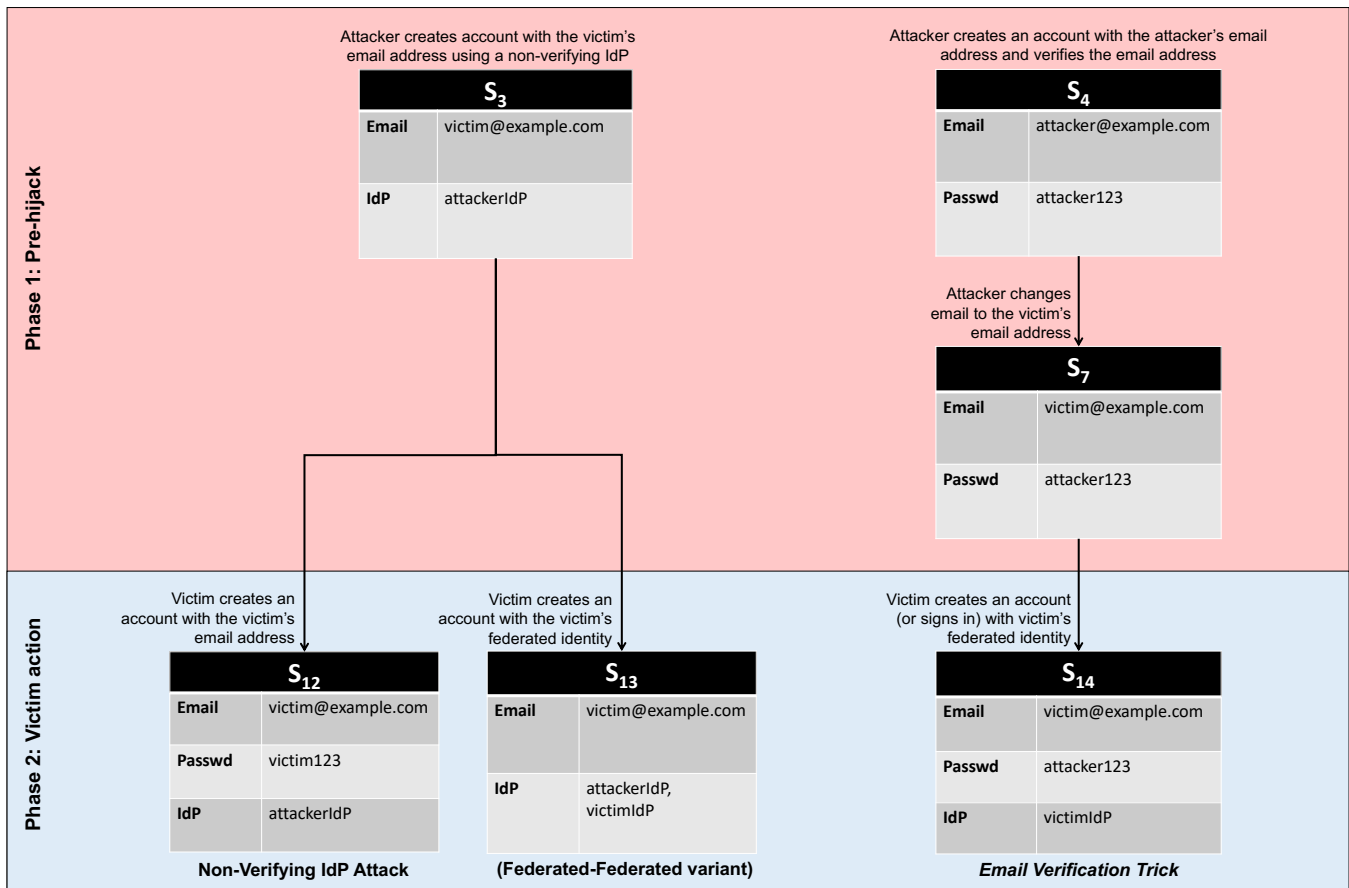 Phase 1: Pre-hijack
Attacker creates account with the victim's
email address using a non-verifying IdP
S3
Email victim@example.com
IdP attackerIdP
Attacker creates an account with the attacker's email
address and verifies the email address
S4
Email attacker@example.com
Passwd attacker123
Attacker changes
email to the victim's
email address
S7
Email victim@example.com
Passwd attacker123
Phase 2: Victim action
Victim creates an
account with the victim's
email address
S12
Email victim@example.com
Passwd victim123
IdP attackerIdP
Non-Verifying IdP Attack
Victim creates an
account with the victim's
federated identity
S13
Email victim@example.com
IdP attackerIdP,
victimIdP
(Federated-Federated variant)
Victim creates an account
(or signs in) with victim's
federated identity
S14
Email victim@example.com
Passwd attacker123
IdP victimIdP
Email Verification Trick